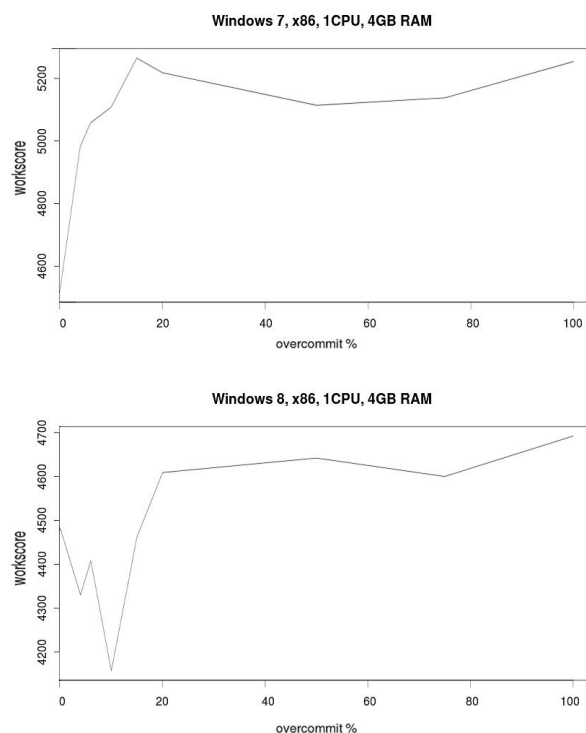 Windows 7, x86, 1CPU, 4GB RAM
workscore
5200
5000
4800
4600
0 20 40 60 80 100
overcommit %
Windows 8, x86, 1CPU, 4GB RAM
workscore
4700
4600
4500
4400
4300
4200
0 20 40 60 80 100
overcommit %